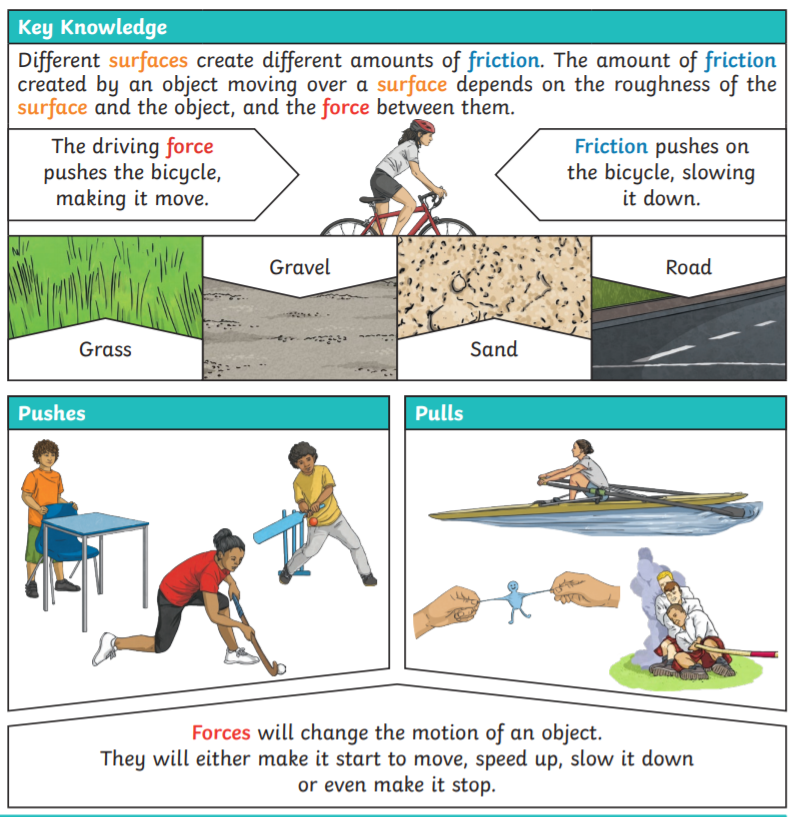 Key Knowledge
Different surfaces create different amounts of friction. The amount of friction
created by an object moving over a surface depends on the roughness of the
surface and the object, and the force between them.
The driving force
pushes the bicycle,
making it move.
Friction pushes on
the bicycle, slowing
it down.
Grass
Gravel
Sand
Road
Pushes
Pulls
Forces will change the motion of an object.
They will either make it start to move, speed up, slow it down
or even make it stop.